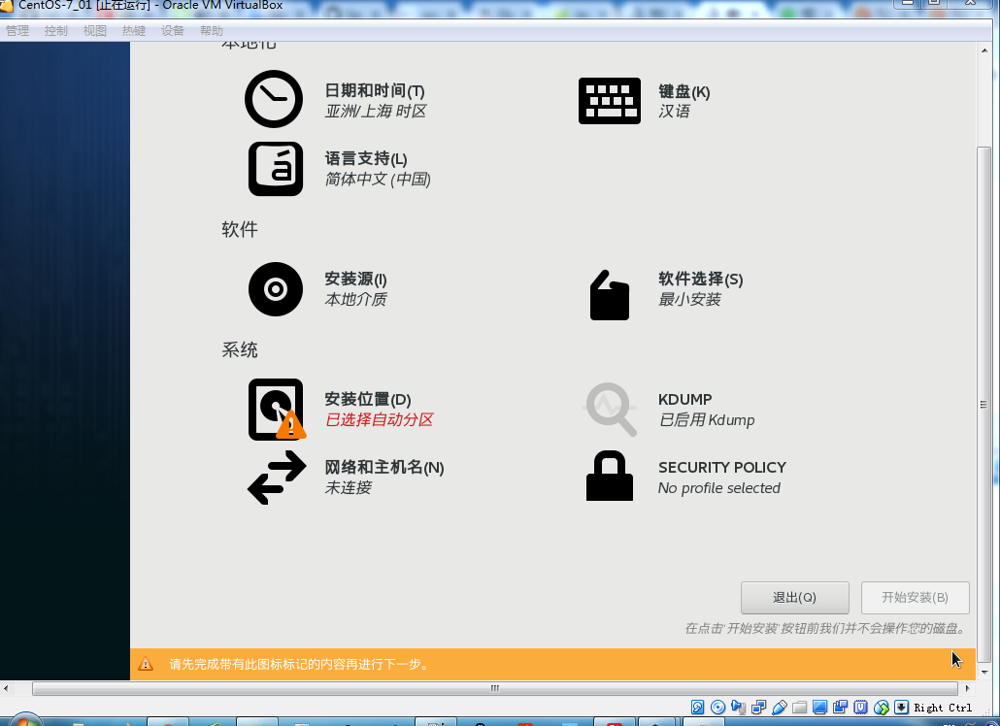 CentOS-7_01 [正在运行] - Oracle VM VirtualBox
管理 控制 视图 热键 设备 帮助
本地化
日期和时间(T)
亚洲/上海 时区
键盘(K)
汉语
语言支持(L)
简体中文 (中国)
软件
安装源(I)
本地介质
软件选择(S)
最小安装
系统
安装位置(D)
已选择自动分区
KDUMP
已启用 Kdump
网络和主机名(N)
未连接
SECURITY POLICY
No profile selected
退出(Q)
开始安装(B)
在点击'开始安装'按钮前我们并不会操作您的磁盘。
请先完成带有此图标标记的内容再进行下一步。
Right Ctrl